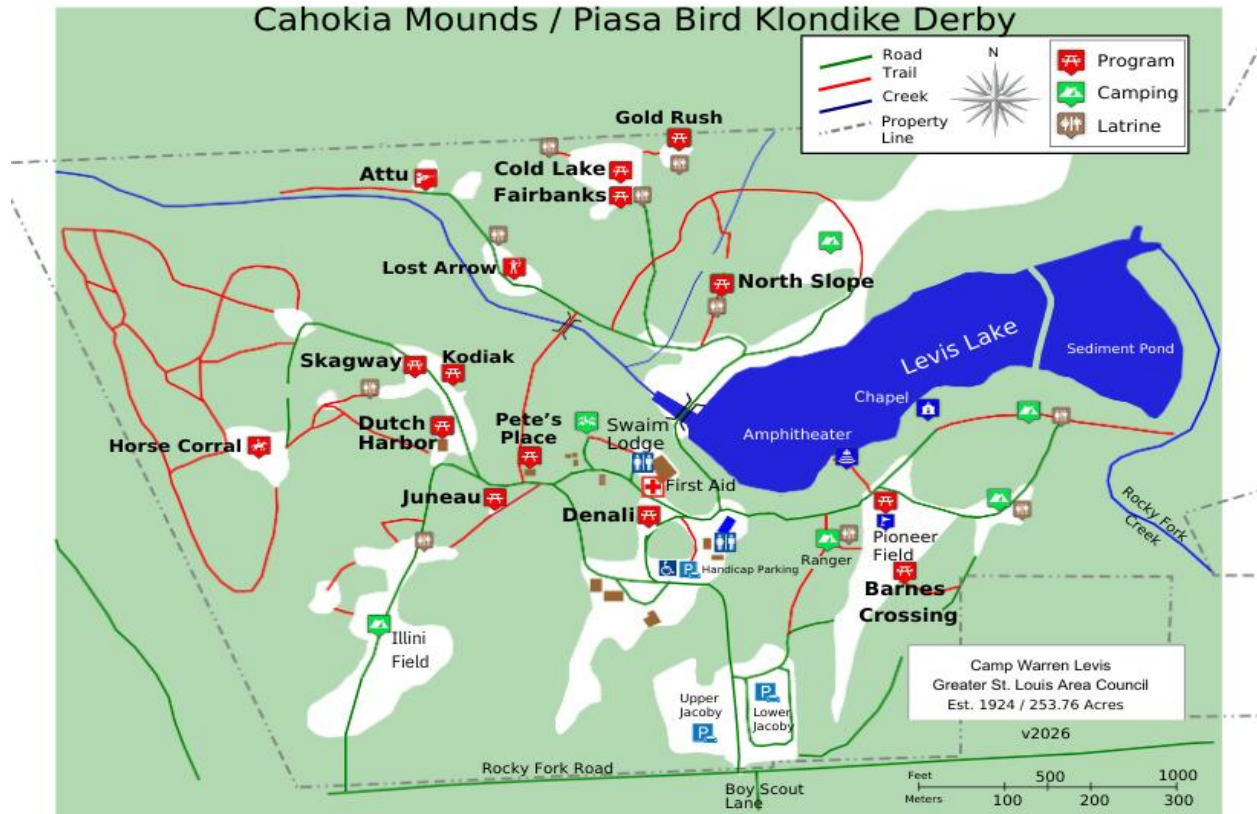 Cahokia Mounds / Piasa Bird Klondike Derby
Road
Trail
Creek
Property
Line
N
Program
Camping
Latrine
Gold Rush
Attu
Cold Lake
Fairbanks
Lost Arrow
North Slope
Levis Lake
Sediment Pond
Skagway
Kodiak
Chapel
Dutch
Harbor
Pete's
Place
Swaim
Lodge
Amphitheater
Horse Corral
Juneau
First Aid
Denali
Pioneer
Field
Rocky Fork
Creek
Handicap Parking
Ranger
Barnes
Crossing
Illini
Field
Camp Warren Levis
Greater St. Louis Area Council
Est. 1924 / 253.76 Acres
v2026
Upper
Jacoby
P
Lower
Jacoby
P
P
Rocky Fork Road
Boy Scout
Lane
Feet 500 1000
Meters 100 200 300